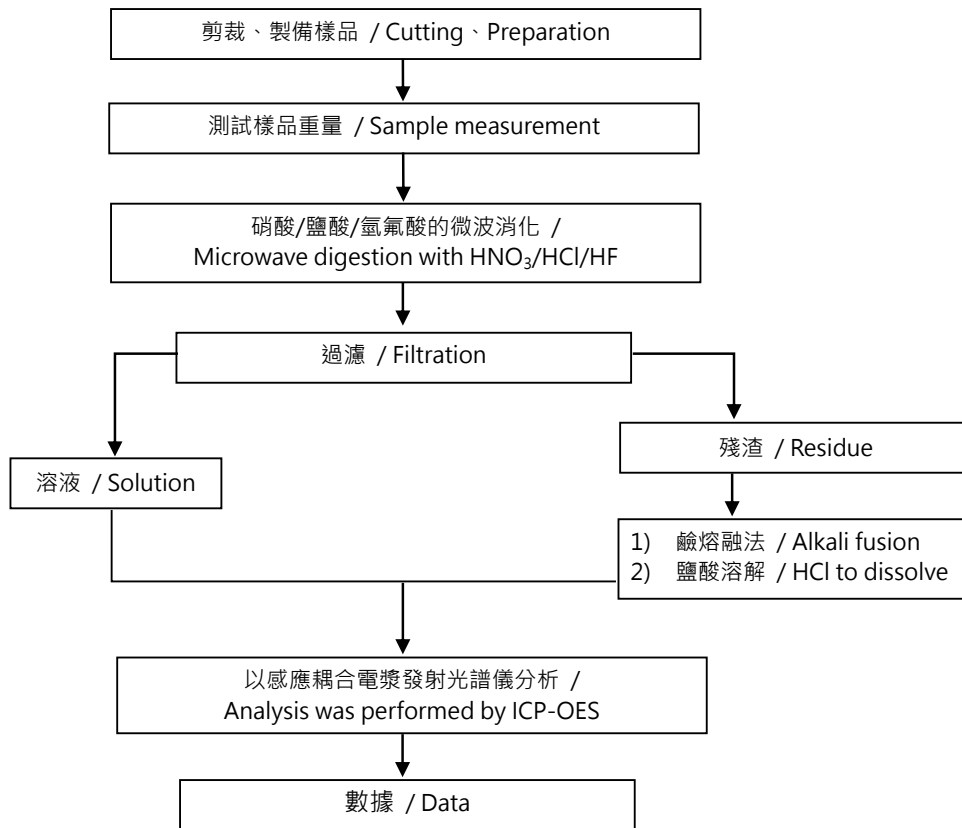 剪裁、製備樣品 / Cutting、Preparation
測試樣品重量 / Sample measurement
硝酸/鹽酸/氫氟酸的微波消化 /
Microwave digestion with HNO₃/HCl/HF
過濾 / Filtration
溶液 / Solution
殘渣 / Residue
1) 鹼熔融法 / Alkali fusion
2) 鹽酸溶解 / HCl to dissolve
以感應耦合電漿發射光譜儀分析 /
Analysis was performed by ICP-OES
數據 / Data